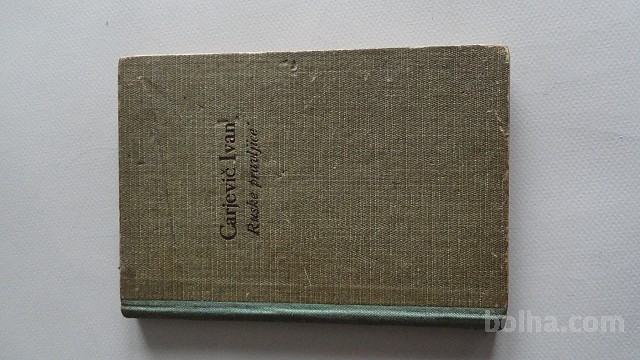 Carjevič Ivan
Ruske pravljice
bolha.com